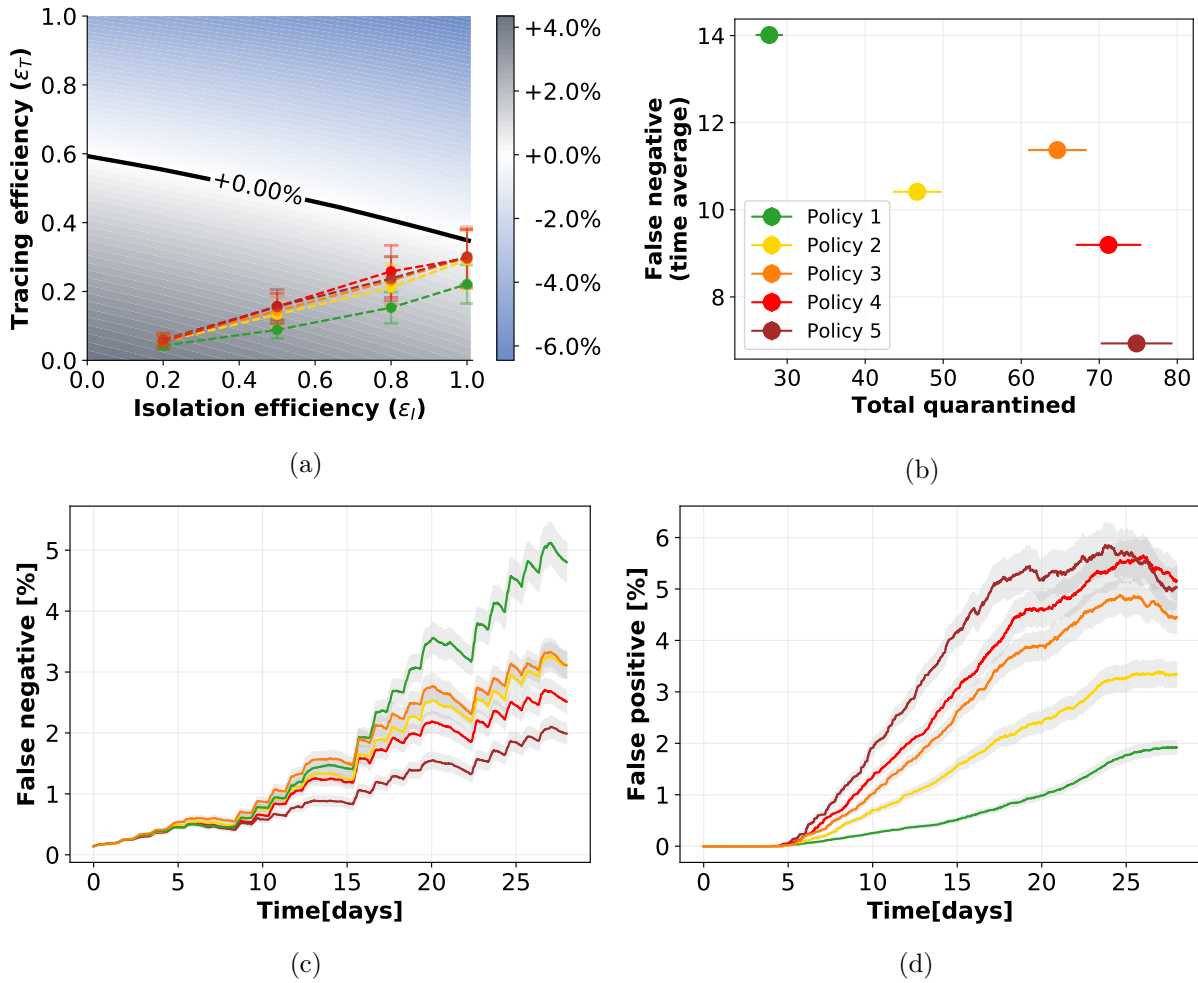 1.0
0.8
0.6
0.4
0.2
0.0
Tracing efficiency (εT)
+0.00%
0.0 0.2 0.4 0.6 0.8 1.0
Isolation efficiency (εI)
+4.0%
+2.0%
+0.0%
-2.0%
-4.0%
-6.0%
(a)
14
12
10
8
False negative
(time average)
Policy 1
Policy 2
Policy 3
Policy 4
Policy 5
30 40 50 60 70 80
Total quarantined
(b)
5
4
3
2
1
0
False negative [%]
0 5 10 15 20 25
Time[days]
(c)
6
5
4
3
2
1
0
False positive [%]
0 5 10 15 20 25
Time[days]
(d)